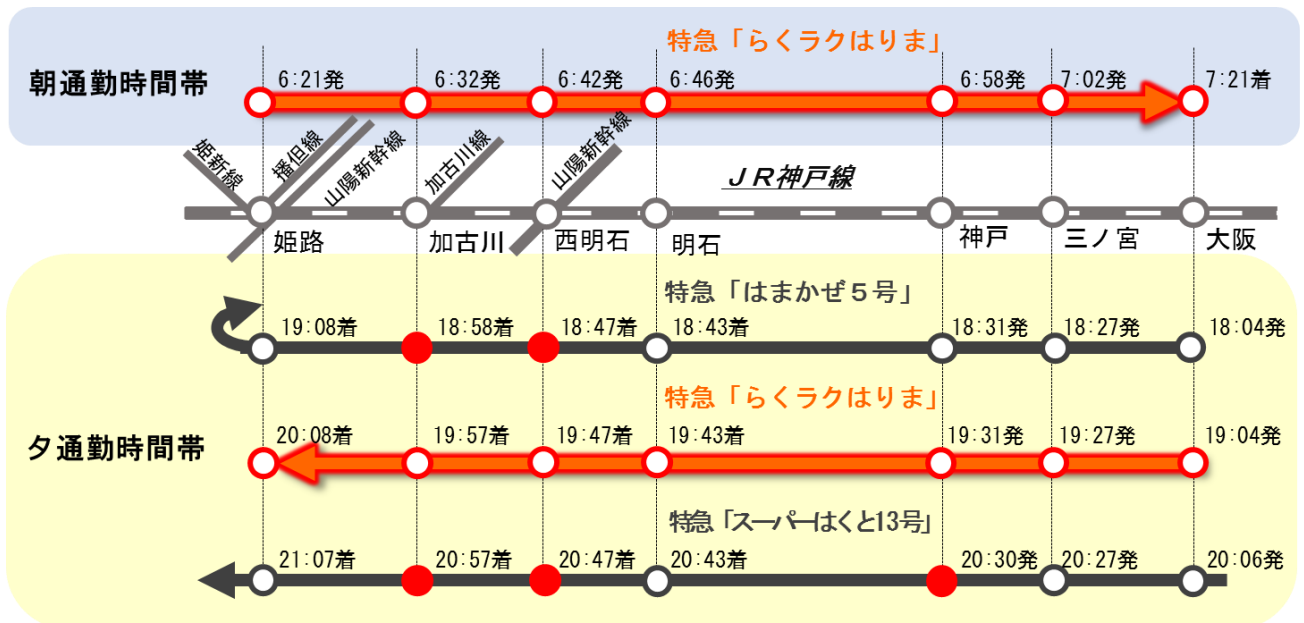 特急「らくラクはりま」
朝通勤時間帯
6:21発 6:32発 6:42発 6:46発 6:58発 7:02発 7:21着
姫新線
播但線
山陽新幹線
加古川線
山陽新幹線
JR神戸線
姫路 加古川 西明石 明石 神戸 三ノ宮 大阪
特急「はまかぜ5号」
19:08着 18:58着 18:47着 18:43着 18:31発 18:27発 18:04発
特急「らくラクはりま」
夕通勤時間帯
20:08着 19:57着 19:47着 19:43着 19:31発 19:27発 19:04発
特急「スーパーはくと13号」
21:07着 20:57着 20:47着 20:43着 20:30発 20:27発 20:06発